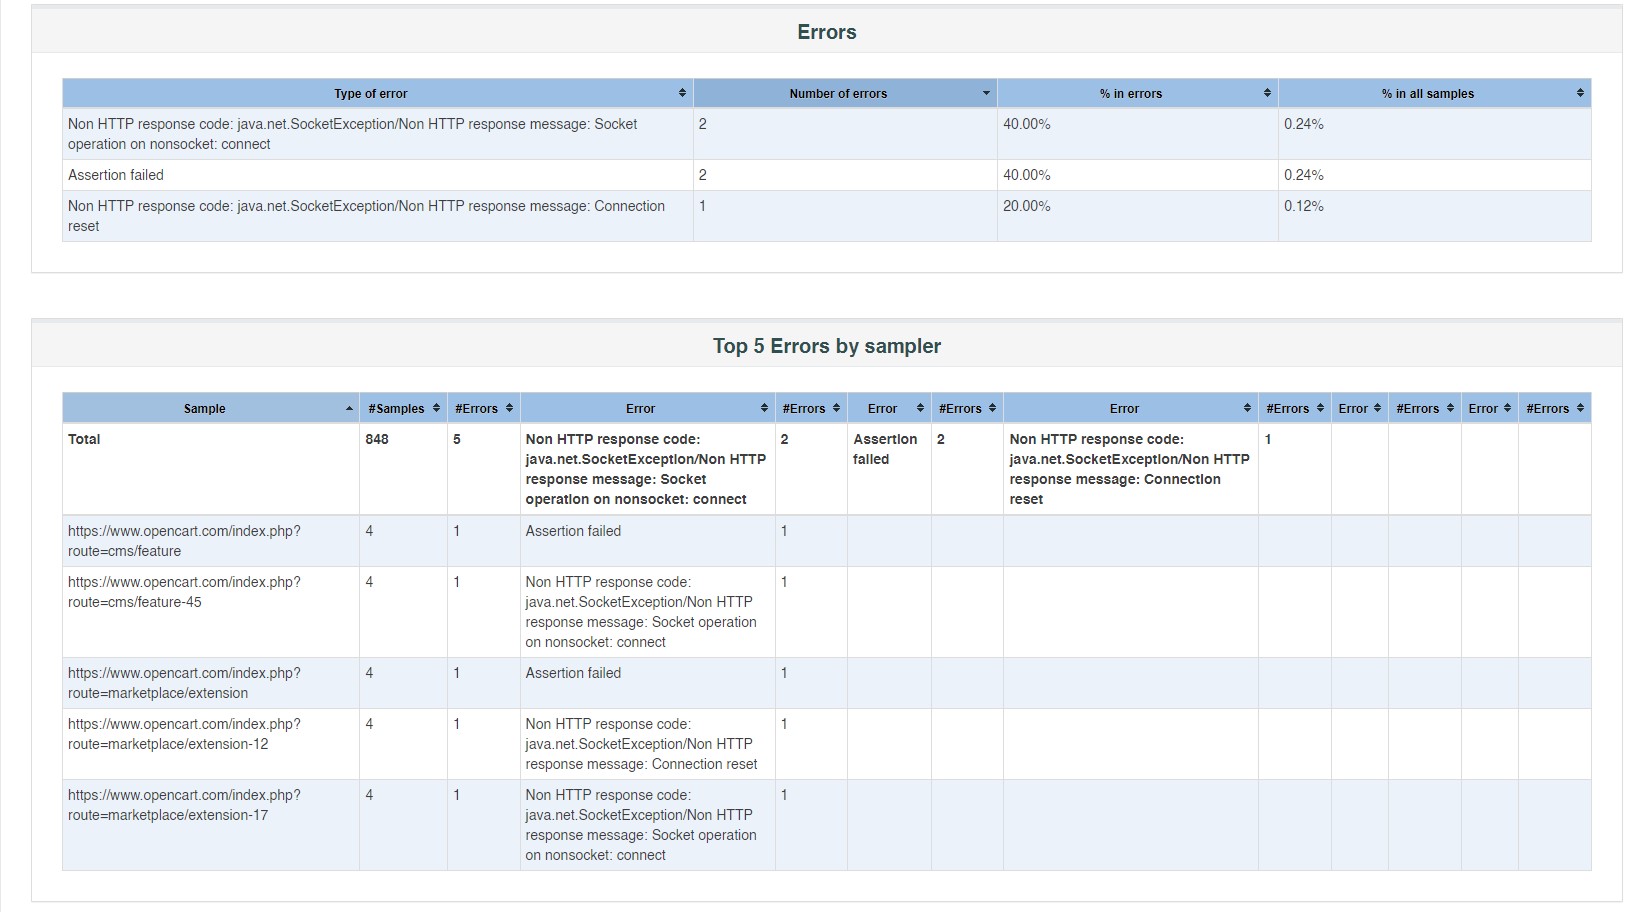 Errors
Type of error Number of errors % in errors % in all samples
Non HTTP response code: java.net.SocketException/Non HTTP response message: Socket
operation on nonsocket: connect
2 40.00% 0.24%
Assertion failed 2 40.00% 0.24%
Non HTTP response code: java.net.SocketException/Non HTTP response message: Connection
reset
1 20.00% 0.12%
Top 5 Errors by sampler
Sample #Samples #Errors Error #Errors Error #Errors Error #Errors Error #Errors Error #Errors
Total 848 5
Non HTTP response code:
java.net.SocketException/Non HTTP
response message: Socket
operation on nonsocket: connect
2
Assertion
failed
2
Non HTTP response code:
java.net.SocketException/Non HTTP
response message: Connection
reset
1
https://www.opencart.com/index.php?
route=cms/feature
4 1 Assertion failed 1
https://www.opencart.com/index.php?
route=cms/feature-45
4 1
Non HTTP response code:
java.net.SocketException/Non HTTP
response message: Socket operation
on nonsocket: connect
1
https://www.opencart.com/index.php?
route=marketplace/extension
4 1 Assertion failed 1
https://www.opencart.com/index.php?
route=marketplace/extension-12
4 1
Non HTTP response code:
java.net.SocketException/Non HTTP
response message: Connection reset
1
https://www.opencart.com/index.php?
route=marketplace/extension-17
4 1
Non HTTP response code:
java.net.SocketException/Non HTTP
response message: Socket operation
on nonsocket: connect
1